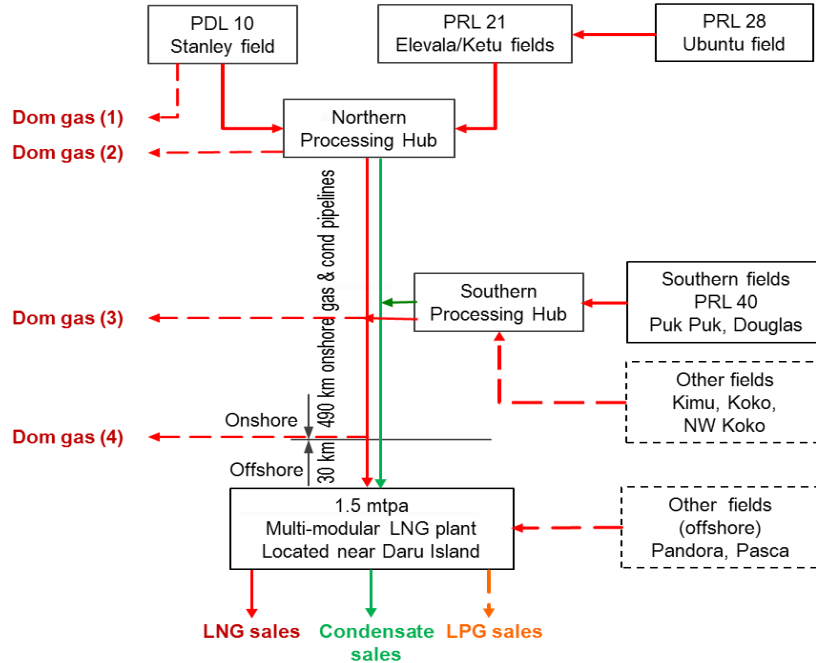 PDL 10
Stanley field
PRL 21
Elevala/Ketu fields
PRL 28
Ubuntu field
Dom gas (1)
Northern
Processing Hub
Dom gas (2)
490 km onshore gas & cond pipelines
Southern
Processing Hub
Southern fields
PRL 40
Puk Puk, Douglas
Dom gas (3)
Other fields
Kimu, Koko,
NW Koko
Onshore
Dom gas (4)
Offshore
30 km
1.5 mtpa
Multi-modular LNG plant
Located near Daru Island
Other fields
(offshore)
Pandora, Pasca
LNG sales
Condensate
sales
LPG sales